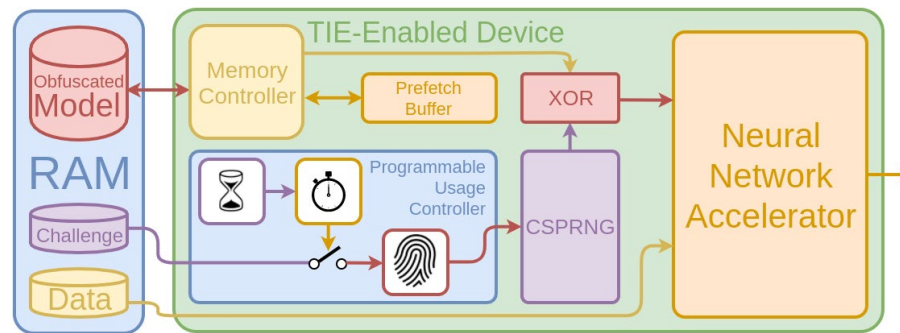 TIE-Enabled Device
Obfuscated
Model
RAM
Challenge
Data
Memory
Controller
Prefetch
Buffer
XOR
Programmable
Usage
Controller
CSPRNG
Neural
Network
Accelerator